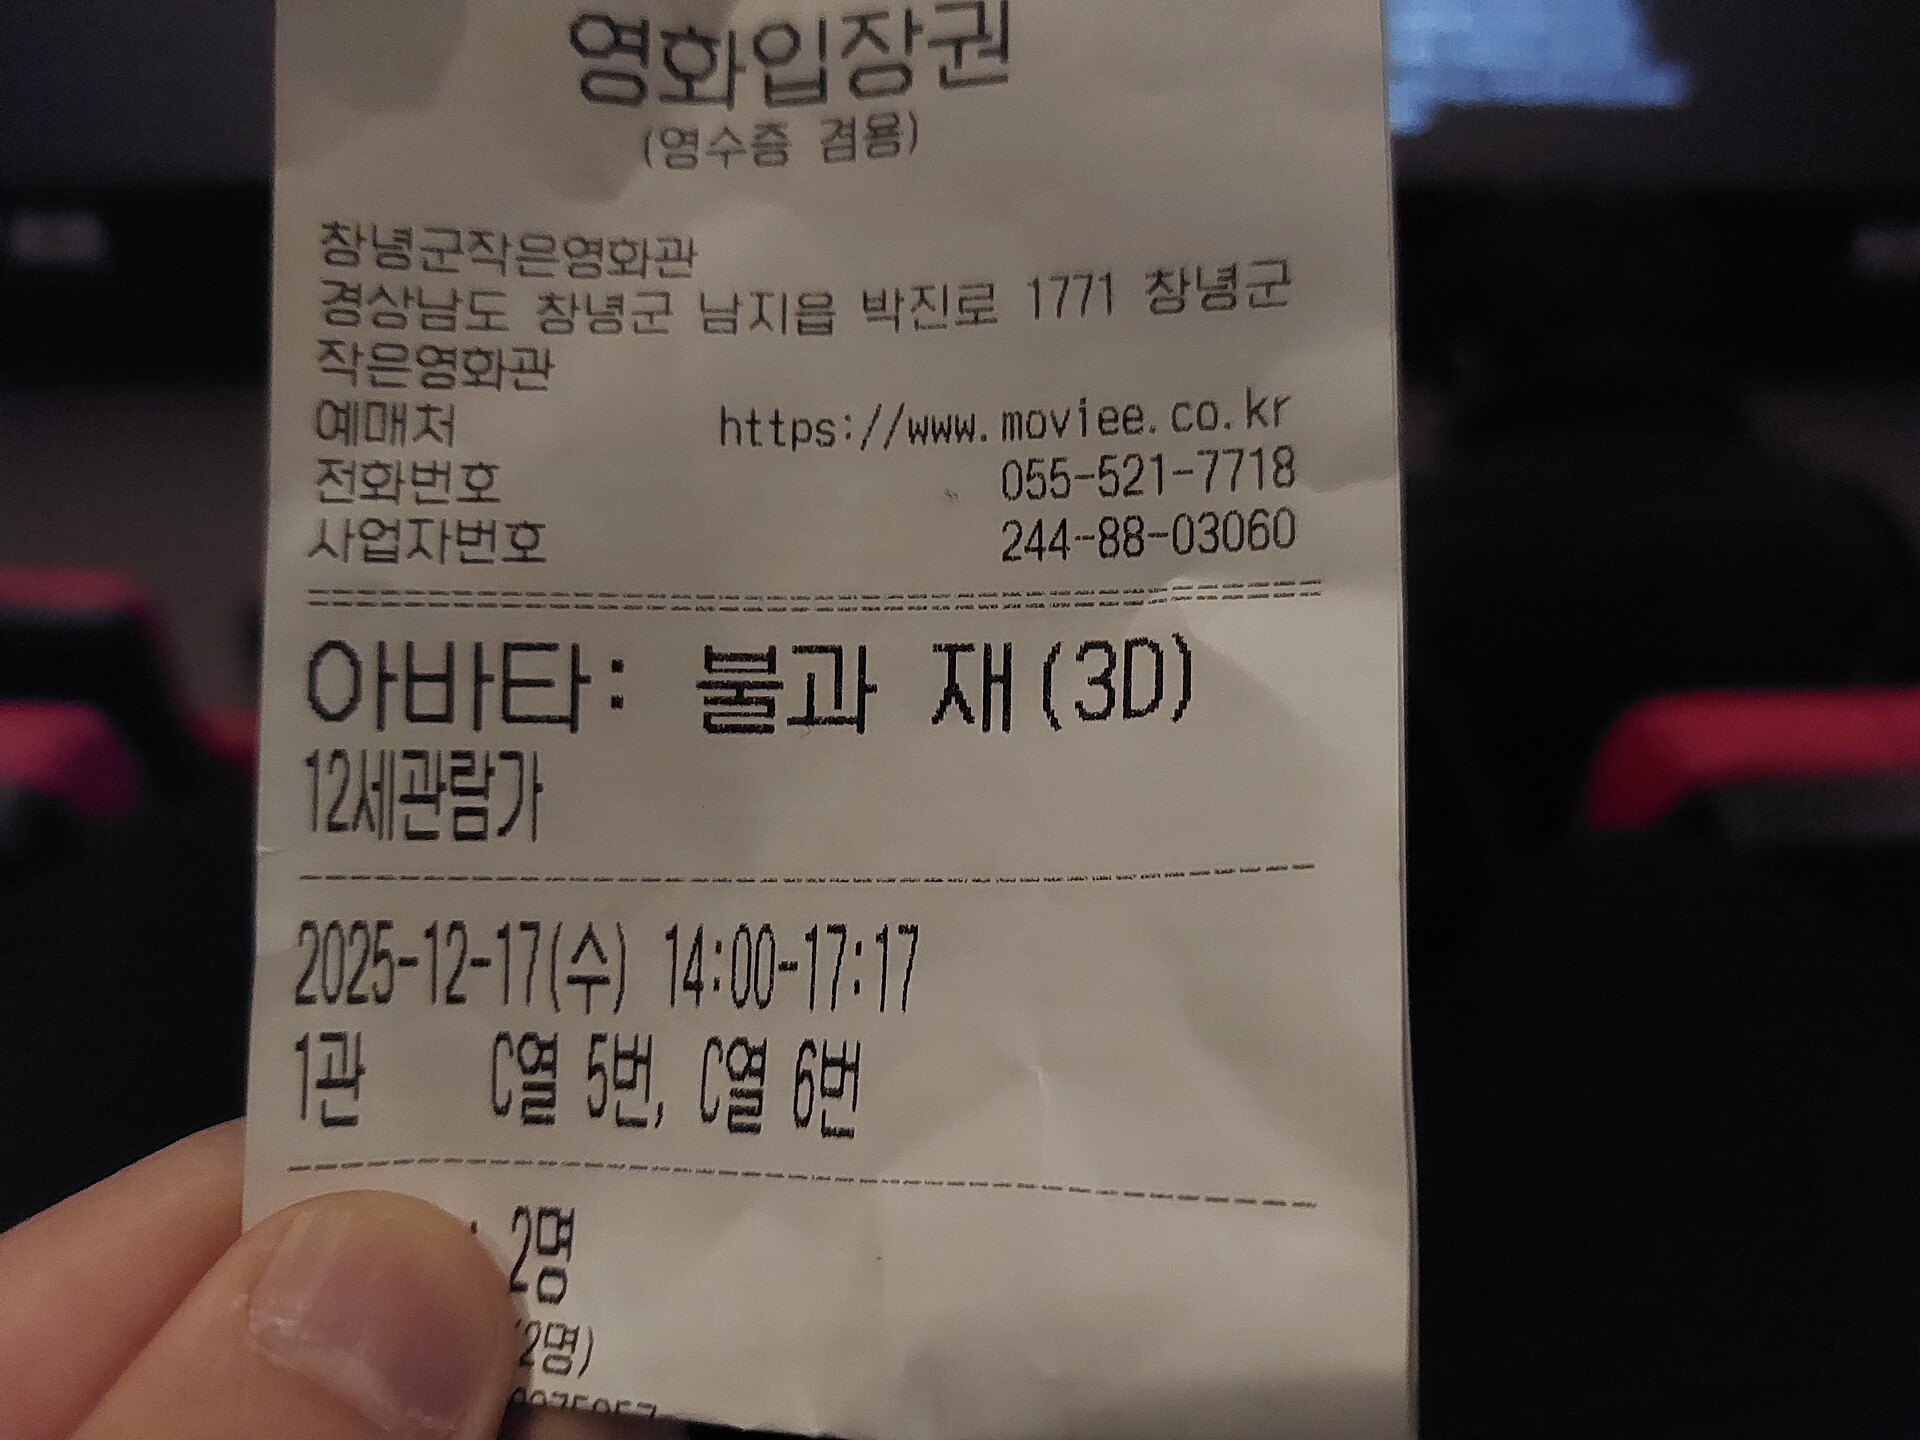 영화입장권
(영수증 겸용)
창녕군작은영화관
경상남도 창녕군 남지읍 박진로 1771 창녕군
작은영화관
예매처 https://www.moviee.co.kr
전화번호 055-521-7718
사업자번호 244-88-03060
아바타: 불과 재(3D)
12세관람가
2025-12-17(수) 14:00-17:17
1관 C열 5번, C열 6번
2명
2명)